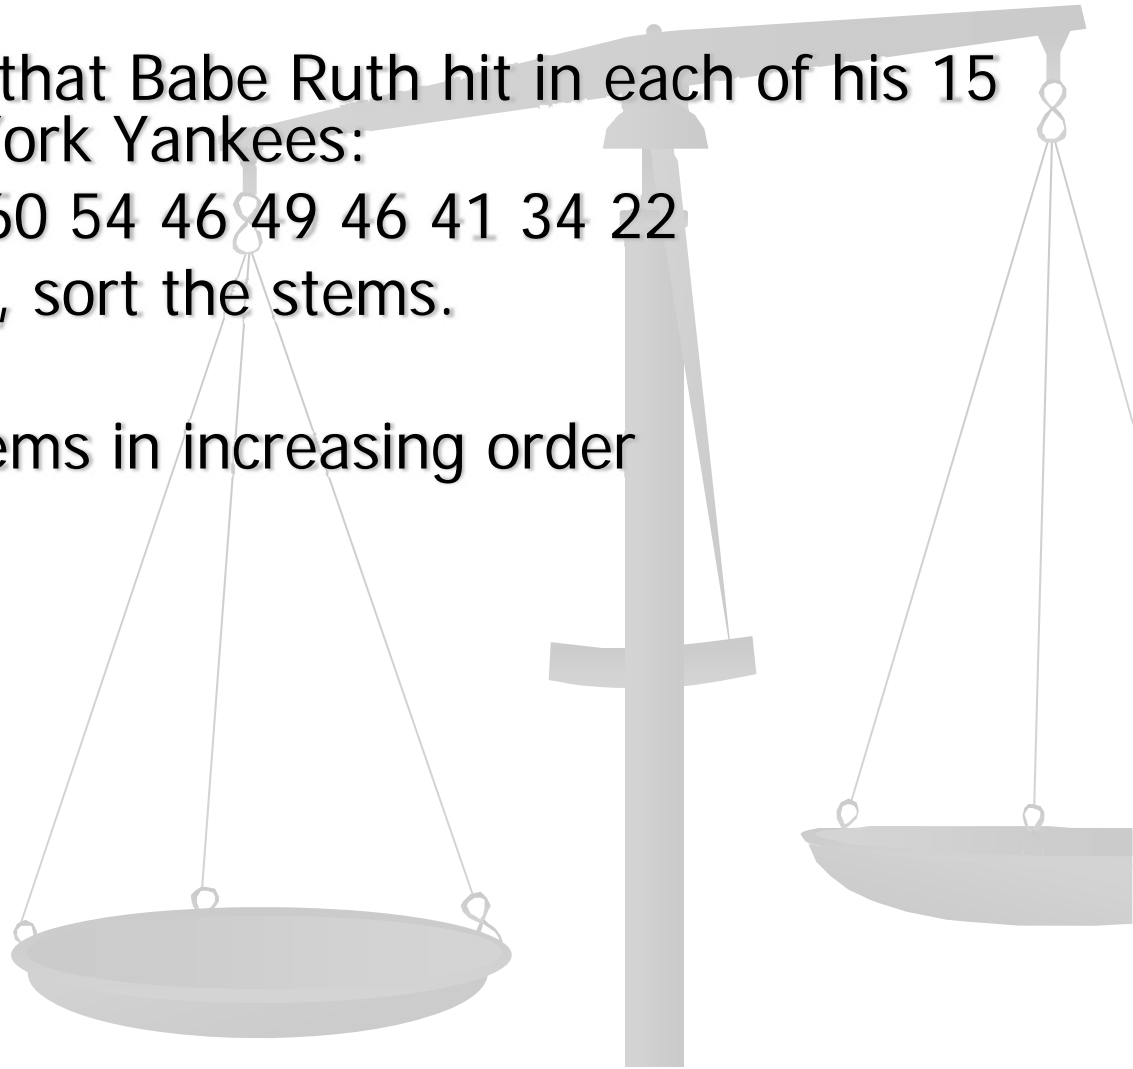 that Babe Ruth hit in each of his 15
ork Yankees:
60 54 46 49 46 41 34 22
, sort the stems.
ems in increasing order